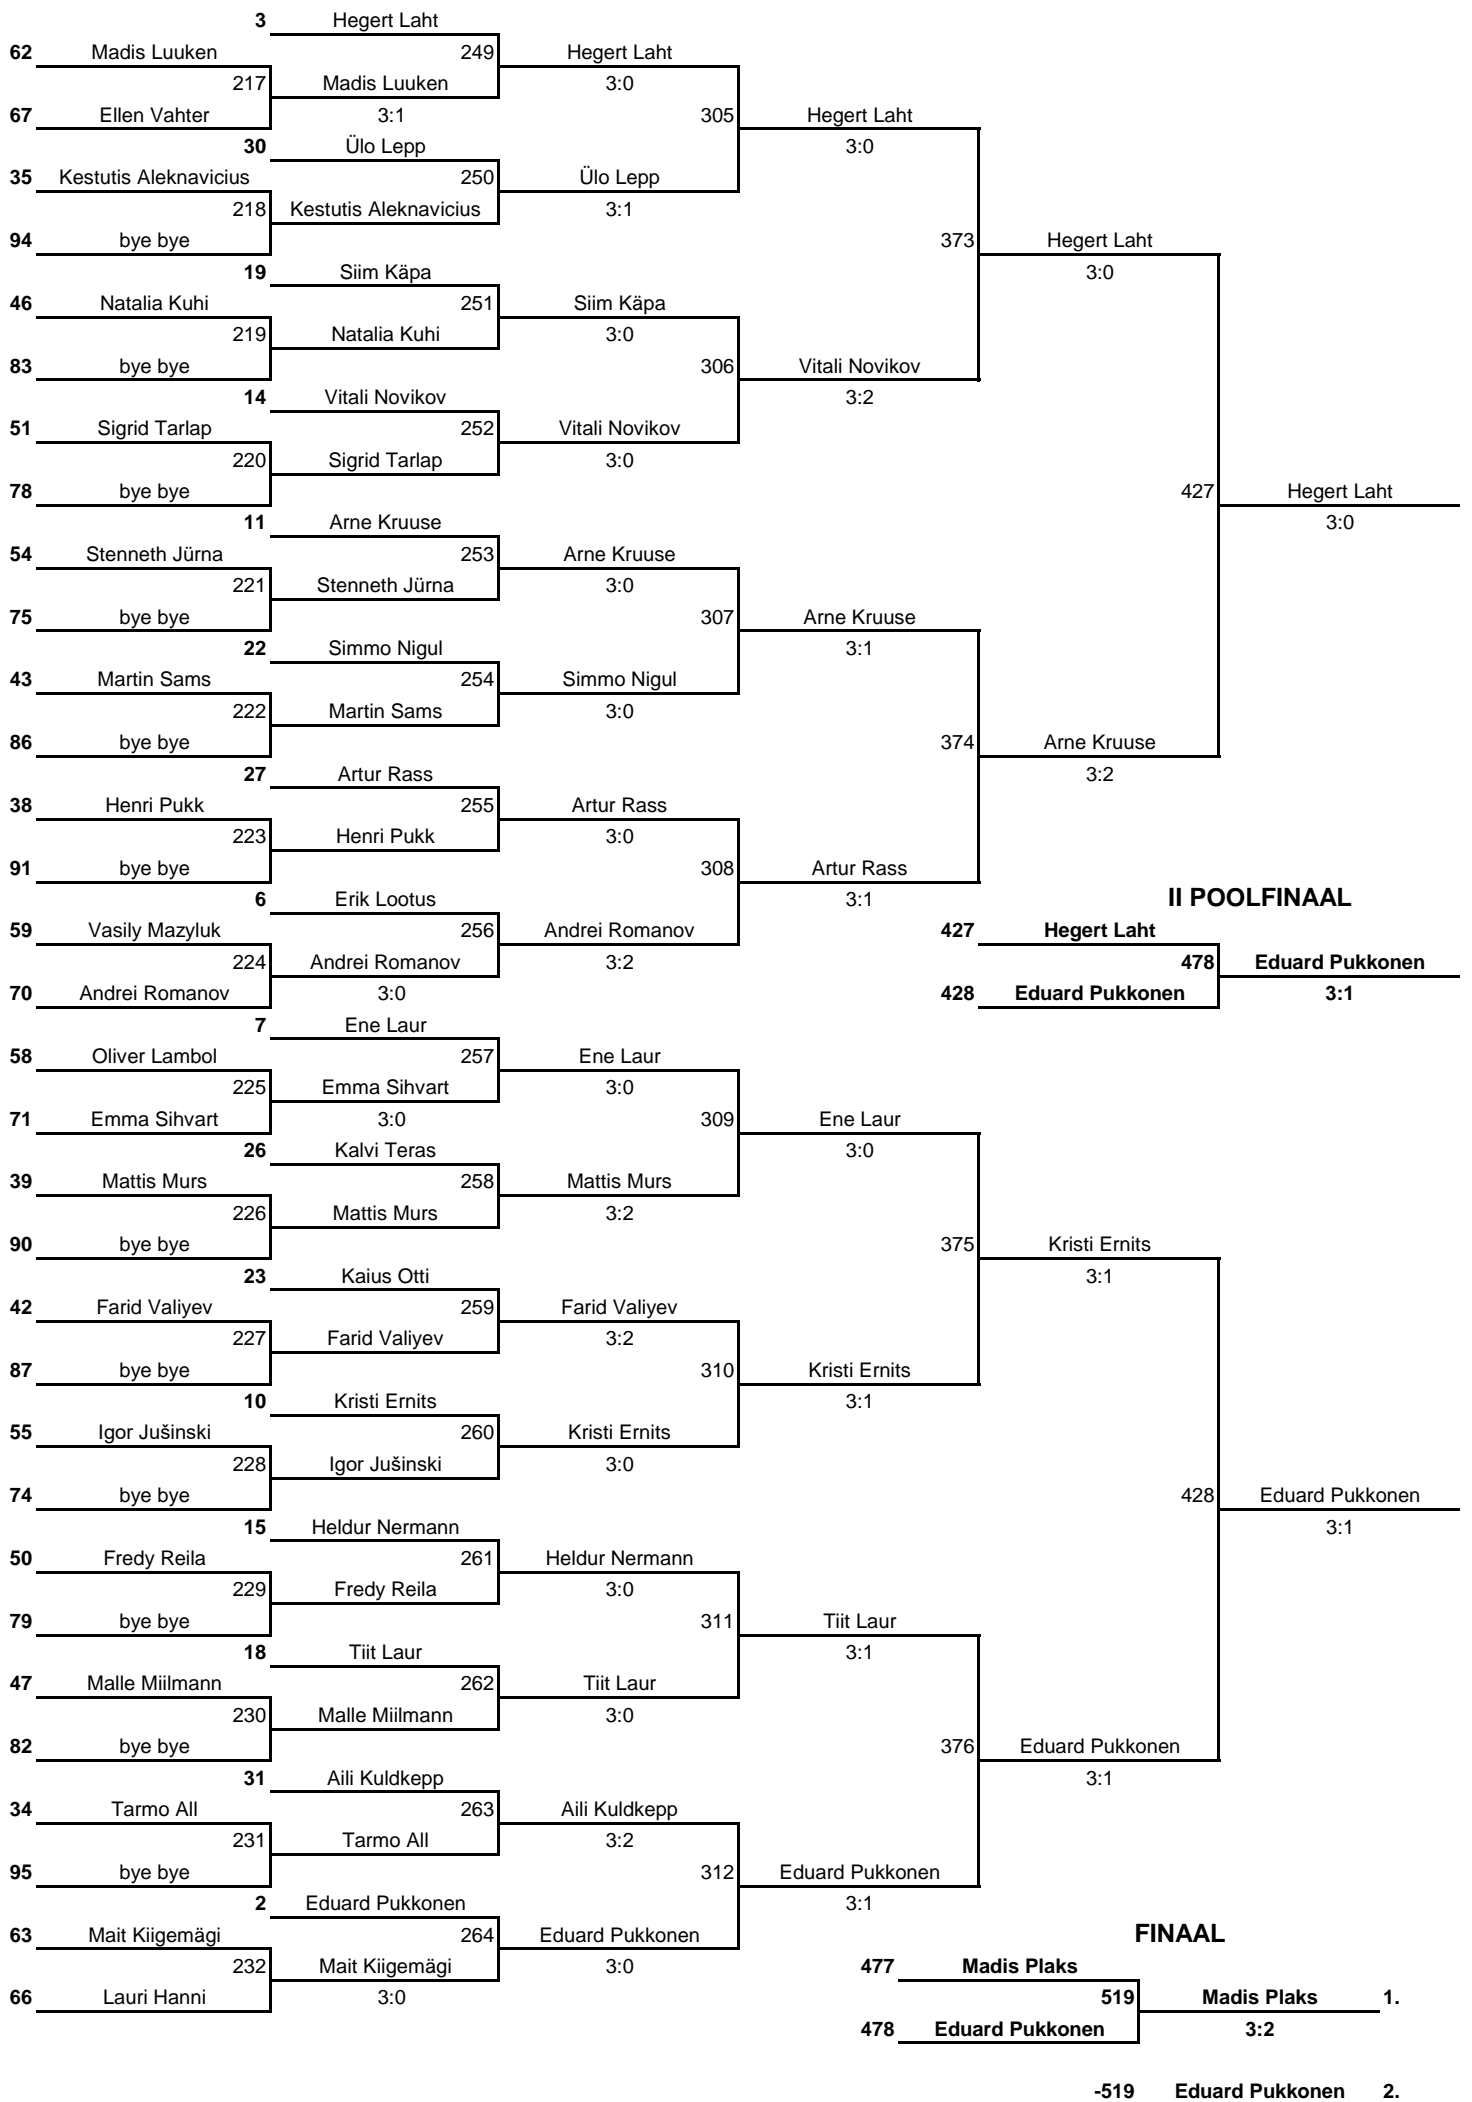 3 Hegert Laht
62 Madis Luuken 249 Hegert Laht
217 Madis Luuken 3:0
67 Ellen Vahter 3:1 305 Hegert Laht
30 Ülo Lepp 3:0
35 Kestutis Aleknavicius 250 Ülo Lepp
218 Kestutis Aleknavicius 3:1
94 bye bye 373 Hegert Laht
19 Siim Käpa 3:0
46 Natalia Kuhi 251 Siim Käpa
219 Natalia Kuhi 3:0
83 bye bye 306 Vitali Novikov
14 Vitali Novikov 3:2
51 Sigrid Tarlap 252 Vitali Novikov
220 Sigrid Tarlap 3:0
78 bye bye 427 Hegert Laht
11 Arne Kruuse 3:0
54 Stenneth Jürna 253 Arne Kruuse
221 Stenneth Jürna 3:0
75 bye bye 307 Arne Kruuse
22 Simmo Nigul 3:1
43 Martin Sams 254 Simmo Nigul
222 Martin Sams 3:0
86 bye bye 374 Arne Kruuse
27 Artur Rass 3:2
38 Henri Pukk 255 Artur Rass
223 Henri Pukk 3:0
91 bye bye 308 Artur Rass
6 Erik Lootus 3:1 II POOLFINAAL
59 Vasily Mazyluk 256 Andrei Romanov 427 Hegert Laht
224 Andrei Romanov 3:2 478 Eduard Pukkonen
70 Andrei Romanov 3:0 428 Eduard Pukkonen 3:1
7 Ene Laur
58 Oliver Lambol 257 Ene Laur
225 Emma Sihvart 3:0
71 Emma Sihvart 3:0 309 Ene Laur
26 Kalvi Teras 3:0
39 Mattis Murs 258 Mattis Murs
226 Mattis Murs 3:2
90 bye bye 375 Kristi Ernits
23 Kaius Otti 3:1
42 Farid Valiyev 259 Farid Valiyev
227 Farid Valiyev 3:2
87 bye bye 310 Kristi Ernits
10 Kristi Ernits 3:1
55 Igor Jušinski 260 Kristi Ernits
228 Igor Jušinski 3:0
74 bye bye 428 Eduard Pukkonen
15 Heldur Nermann 3:1
50 Fredy Reila 261 Heldur Nermann
229 Fredy Reila 3:0
79 bye bye 311 Tiit Laur
18 Tiit Laur 3:1
47 Malle Miilmann 262 Tiit Laur
230 Malle Miilmann 3:0
82 bye bye 376 Eduard Pukkonen
31 Aili Kuldkepp 3:1
34 Tarmo All 263 Aili Kuldkepp
231 Tarmo All 3:2
95 bye bye 312 Eduard Pukkonen
2 Eduard Pukkonen 3:1
63 Mait Kiigemägi 264 Eduard Pukkonen FINAAL
232 Mait Kiigemägi 3:0 477 Madis Plaks
66 Lauri Hanni 3:0 519 Madis Plaks 1.
478 Eduard Pukkonen 3:2
-519 Eduard Pukkonen 2.